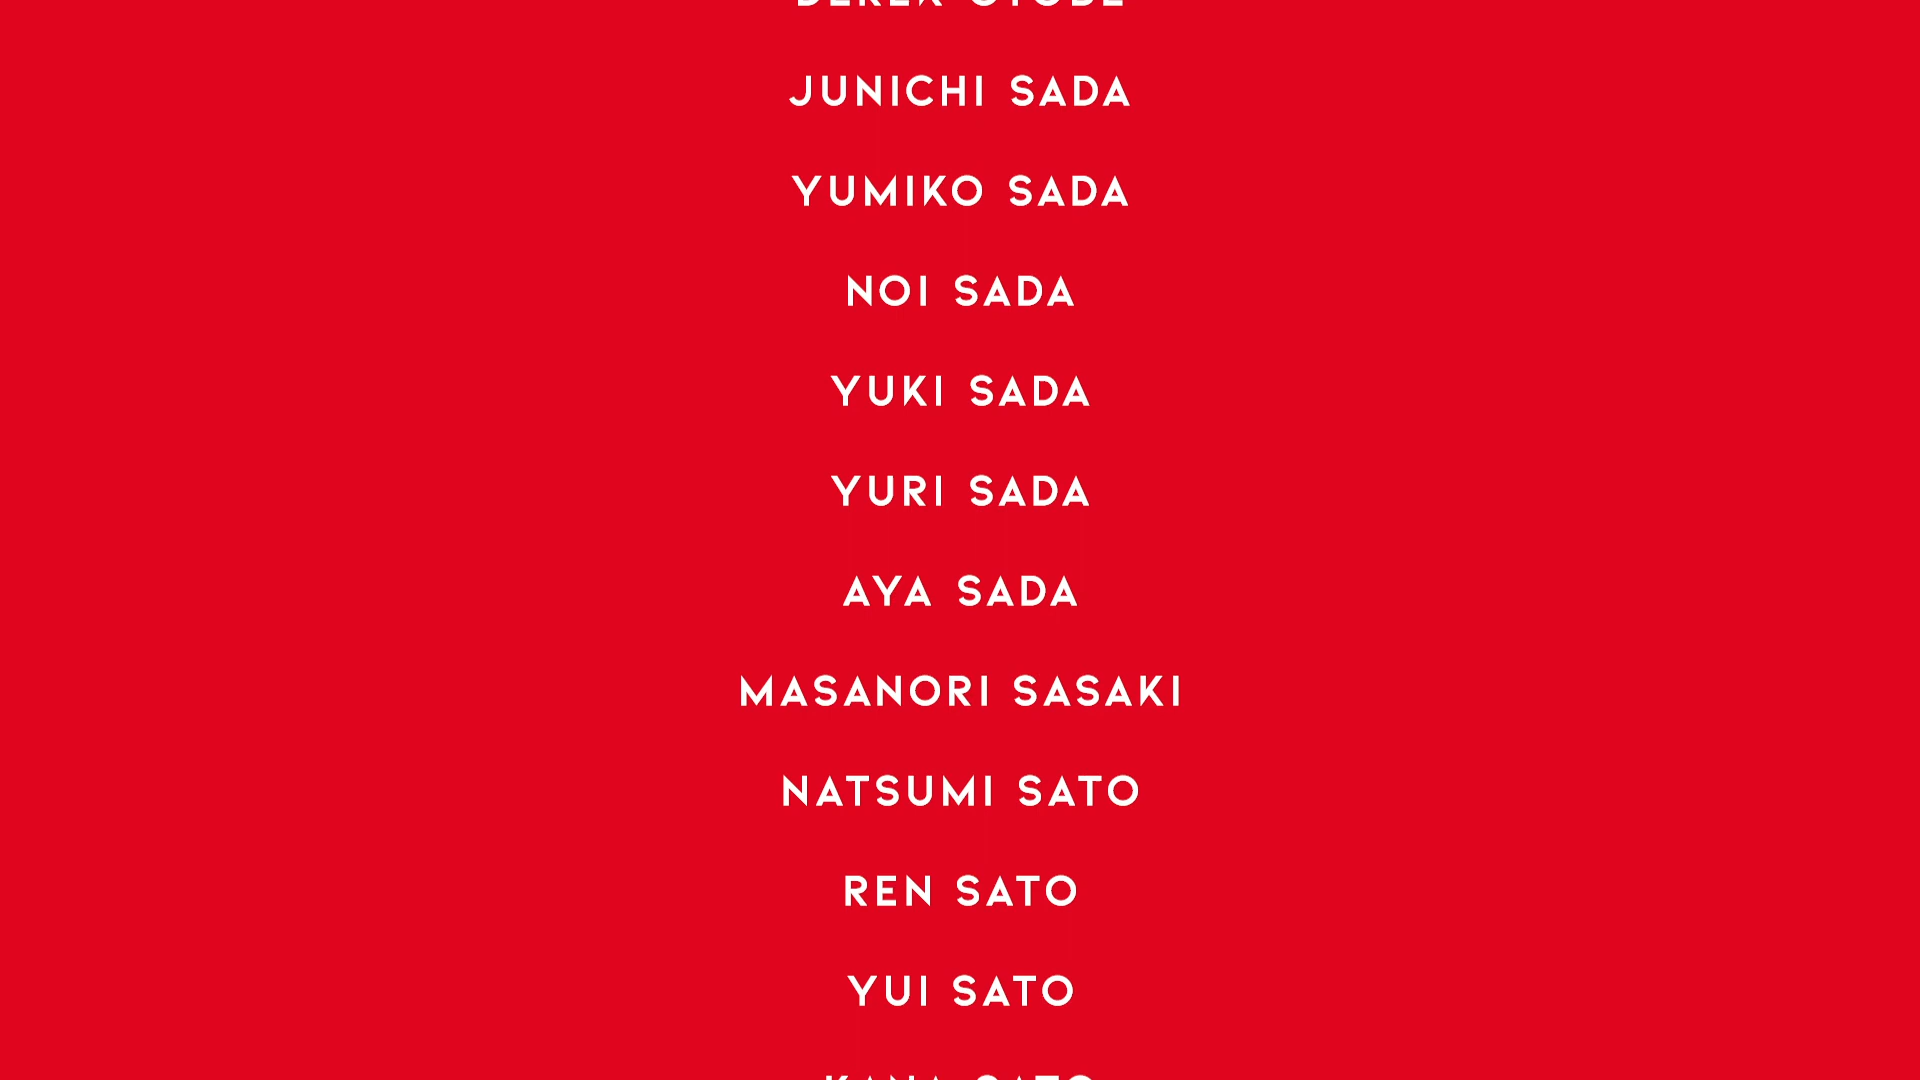 JUNICHI SADA
YUMIKO SADA
NOI SADA
YUKI SADA
YURI SADA
AYA SADA
MASANORI SASAKI
NATSUMI SATO
REN SATO
YUI SATO